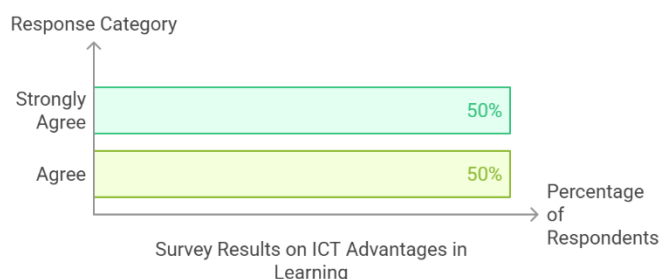 Response Category
Strongly
Agree
50%
Agree
50%
Percentage
of
Respondents
Survey Results on ICT Advantages in
Learning